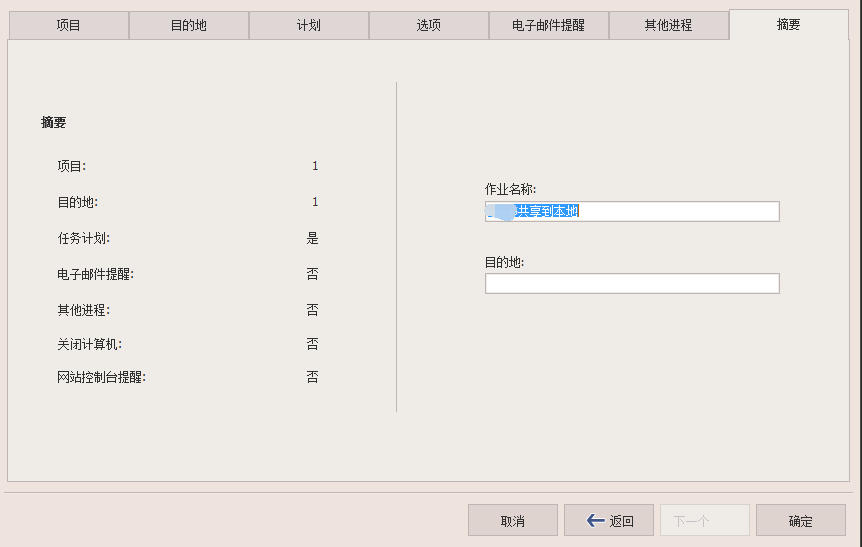 项目
目的地
计划
选项
电子邮件提醒
其他进程
摘要
摘要
项目: 1
目的地: 1
任务计划: 是
电子邮件提醒: 否
其他进程: 否
关闭计算机: 否
网站控制台提醒: 否
作业名称:
共享到本地
目的地:
取消
返回
下一个
确定